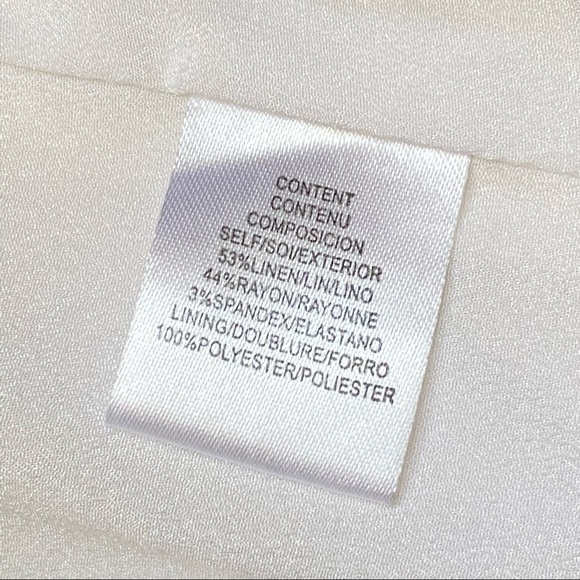 CONTENT
CONTENU
COMPOSICION
SELF/SOI/EXTERIOR
53%LINEN/LIN/LINO
44%RAYON/RAYONNE
3%SPANDEX/ELASTANO
LINING/DOUBLURE/FORRO
100%POLYESTER/POLIESTER